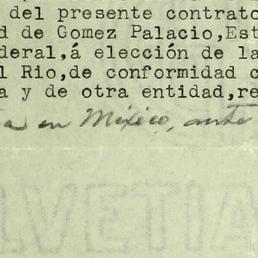 del presente contrato
d de Gomez Palacio,Est
deral,á elección de la
l Rio,de conformidad c
a y de otra entidad,re
a en México, ante
LVETIA